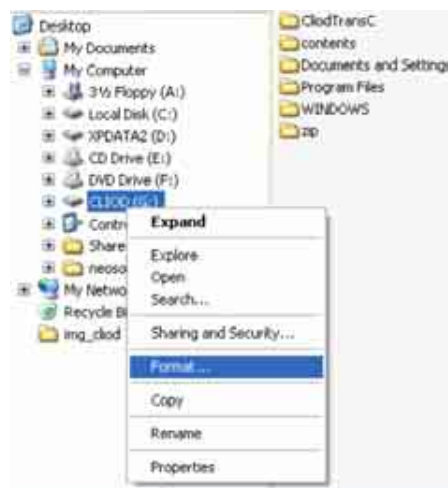 Desktop
My Documents
My Computer
3½ Floppy (A:)
Local Disk (C:)
XPDATA2 (D:)
CD Drive (E:)
DVD Drive (F:)
CLIOD (G:)
Contr
Share
neoso
My Netwo
Recycle Bi
img_cliod
CliodTransC
contents
Documents and Settings
Program Files
WINDOWS
zip
Expand
Explore
Open
Search...
Sharing and Security...
Format...
Copy
Rename
Properties